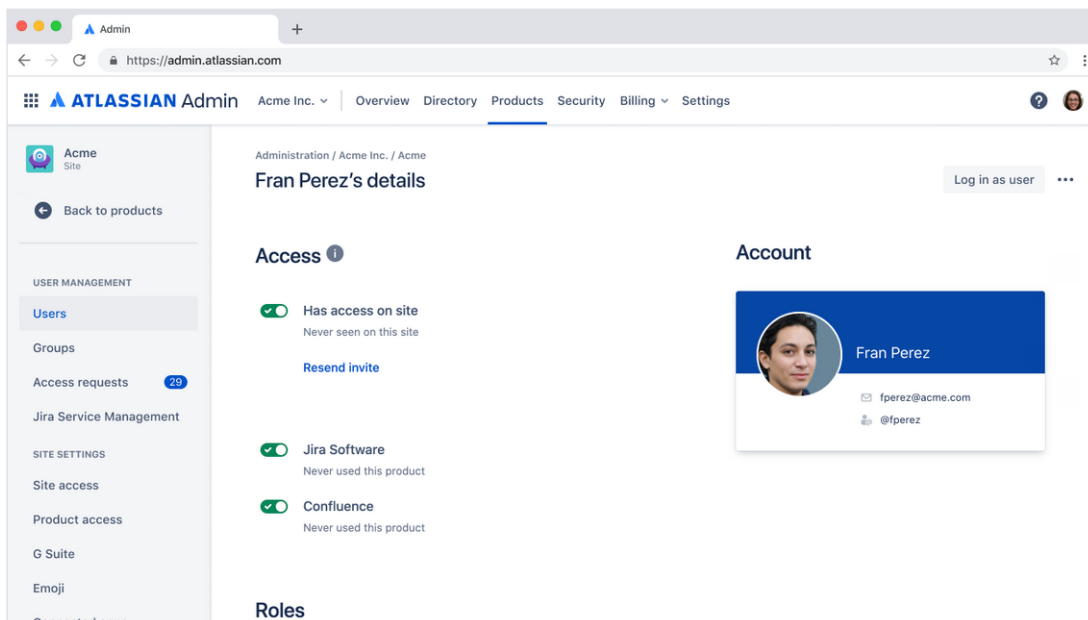 Admin
https://admin.atlassian.com
ATLASSIAN Admin Acme Inc. Overview Directory Products Security Billing Settings
Acme
Site
Back to products
USER MANAGEMENT
Users
Groups
Access requests 29
Jira Service Management
SITE SETTINGS
Site access
Product access
G Suite
Emoji
Administration / Acme Inc. / Acme
Fran Perez's details
Log in as user
Access
Has access on site
Never seen on this site
Resend invite
Jira Software
Never used this product
Confluence
Never used this product
Roles
Account
Fran Perez
fperez@acme.com
@fperez